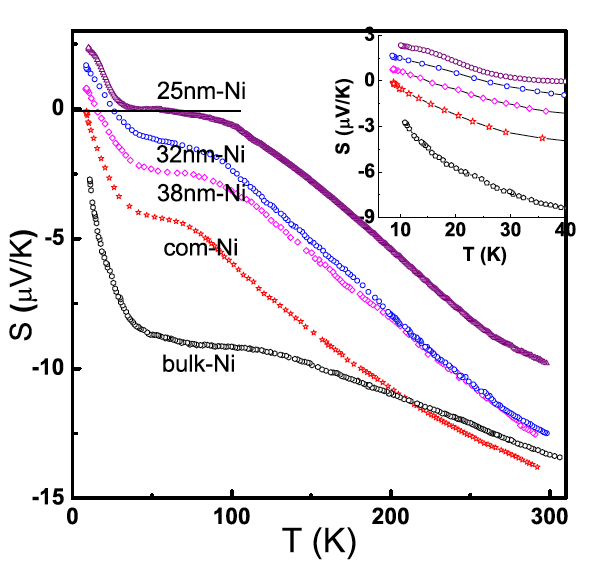 3
0
-3
-6
-9
S (μV/K)
10
20
30
40
T (K)
25nm-Ni
32nm-Ni
38nm-Ni
com-Ni
bulk-Ni
0
-5
-10
-15
S (μV/K)
0
100
200
300
T (K)